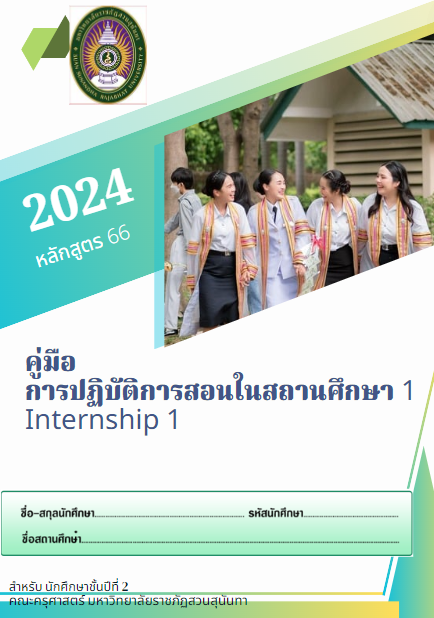 2024
หลักสูตร 66
คู่มือ
การปฏิบัติการสอนในสถานศึกษา 1
Internship 1
ชื่อ-สกุลนักศึกษา รหัสนักศึกษา
ชื่อสถานศึกษา
สำหรับ นักศึกษาชั้นปีที่ 2
คณะครุศาสตร์ มหาวิทยาลัยราชภัฏสวนสุนันทา